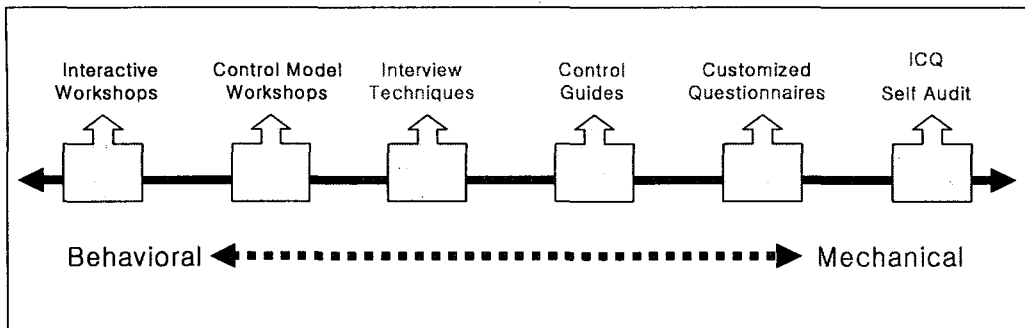 Interactive
Workshops
Control Model
Workshops
Interview
Techniques
Control
Guides
Customized
Questionnaires
ICQ
Self Audit
Behavioral
Mechanical